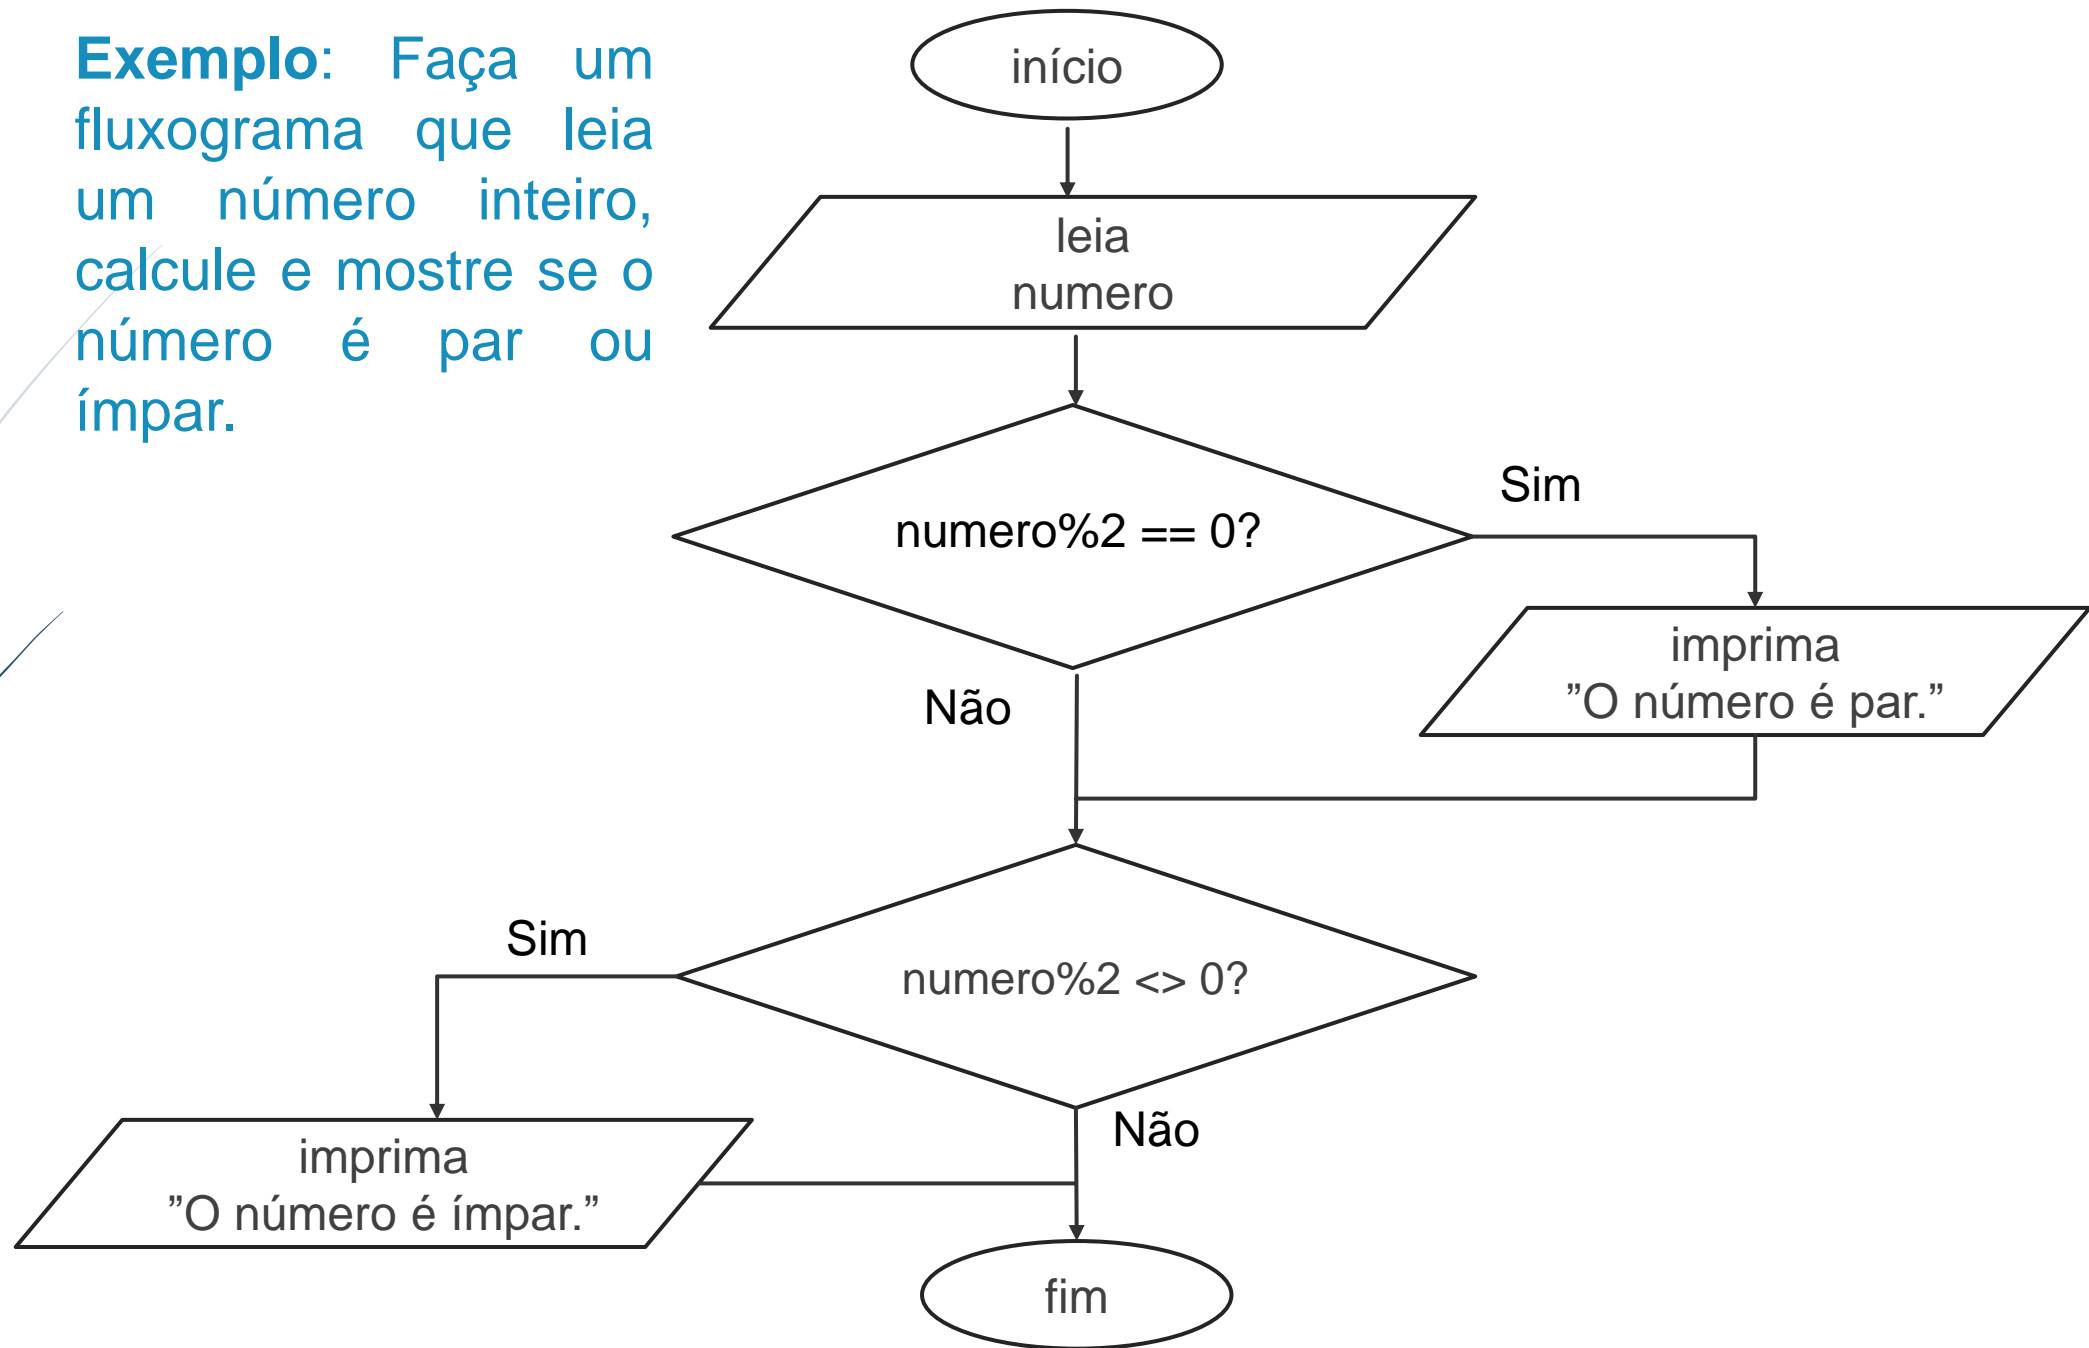 Exemplo: Faça um
fluxograma que leia
um número inteiro,
calcule e mostre se o
número é par ou
ímpar.
início
leia
numero
numero%2 == 0?
Sim
imprima
”O número é par.”
Não
numero%2 <> 0?
Sim
imprima
”O número é ímpar.”
Não
fim